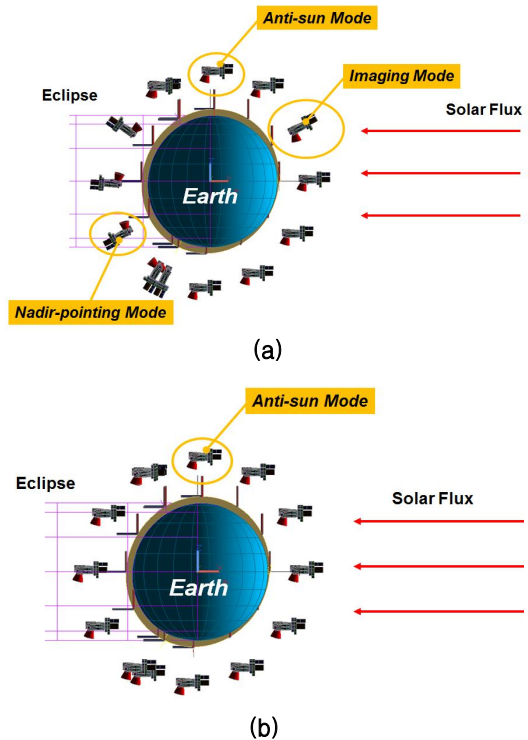 Anti-sun Mode
Imaging Mode
Eclipse
Solar Flux
Earth
Nadir-pointing Mode
(a)
Anti-sun Mode
Eclipse
Solar Flux
Earth
(b)